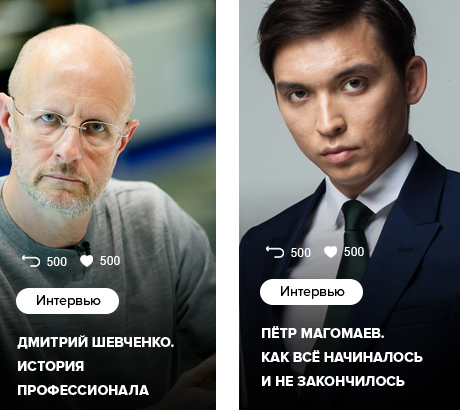 500 500
Интервью
ДМИТРИЙ ШЕВЧЕНКО.
ИСТОРИЯ
ПРОФЕССИОНАЛА
500 500
Интервью
ПЁТР МАГОМАЕВ.
КАК ВСЁ НАЧИНАЛОСЬ
И НЕ ЗАКОНЧИЛОСЬ